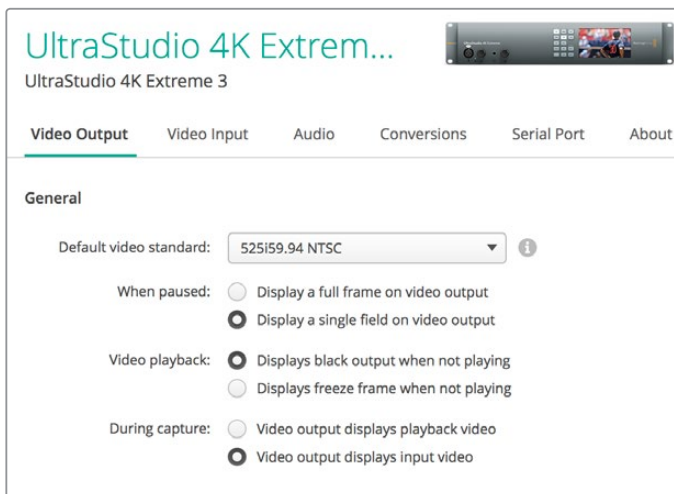 UltraStudio 4K Extrem...
UltraStudio 4K Extreme 3
Video Output Video Input Audio Conversions Serial Port About
General
Default video standard: 525i59.94 NTSC
When paused: Display a full frame on video output
Display a single field on video output
Video playback: Displays black output when not playing
Displays freeze frame when not playing
During capture: Video output displays playback video
Video output displays input video